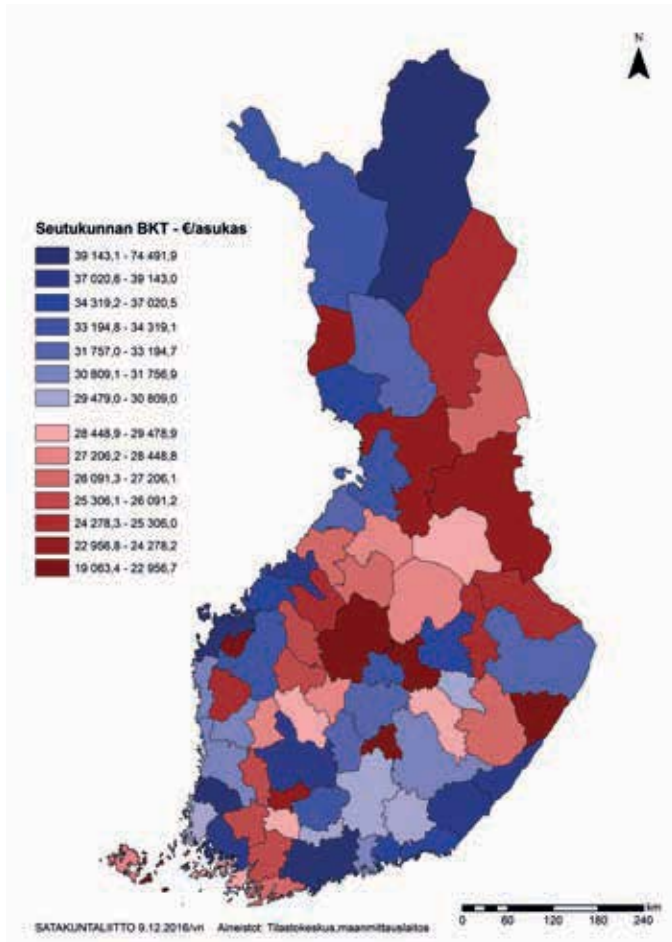 N
Seutukunnan BKT - €/asukas
39 143,1 - 74 491,9
37 020,6 - 39 143,0
34 319,2 - 37 020,5
33 194,8 - 34 319,1
31 757,0 - 33 194,7
30 809,1 - 31 756,9
29 479,0 - 30 809,0
28 448,9 - 29 478,9
27 206,2 - 28 448,8
26 091,3 - 27 206,1
25 306,1 - 26 091,2
24 278,3 - 25 306,0
22 956,8 - 24 278,2
19 063,4 - 22 956,7
km
0 30 60 120 180 240
SATAKUNTALIITTO 9.12.2016/vn Aineistot: Tilastokeskus,maanmittauslaitos